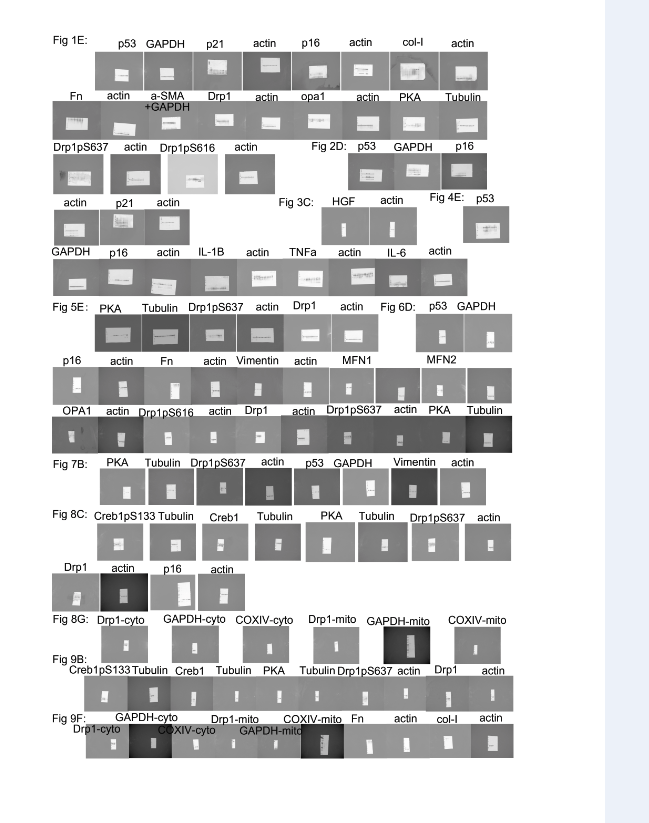 Fig 1E: p53 GAPDH p21 actin p16 actin col-I actin
Fn actin a-SMA Drp1 actin opa1 actin PKA Tubulin
+GAPDH
Drp1pS637 actin Drp1pS616 actin Fig 2D: p53 GAPDH p16
actin p21 actin Fig 3C: HGF actin Fig 4E: p53
GAPDH p16 actin IL-1B actin TNFa actin IL-6 actin
Fig 5E: PKA Tubulin Drp1pS637 actin Drp1 actin Fig 6D: p53 GAPDH
p16 actin Fn actin Vimentin actin MFN1 MFN2
OPA1 actin Drp1pS616 actin Drp1 actin Drp1pS637 actin PKA Tubulin
Fig 7B: PKA Tubulin Drp1pS637 actin p53 GAPDH Vimentin actin
Fig 8C: Creb1pS133 Tubulin Creb1 Tubulin PKA Tubulin Drp1pS637 actin
Drp1 actin p16 actin
Fig 8G: Drp1-cyto GAPDH-cyto COXIV-cyto Drp1-mito GAPDH-mito COXIV-mito
Fig 9B:
Creb1pS133 Tubulin Creb1 Tubulin PKA Tubulin Drp1pS637 actin Drp1 actin
Fig 9F: GAPDH-cyto Drp1-mito COXIV-mito Fn actin col-I actin
Drp1-cyto COXIV-cyto GAPDH-mito